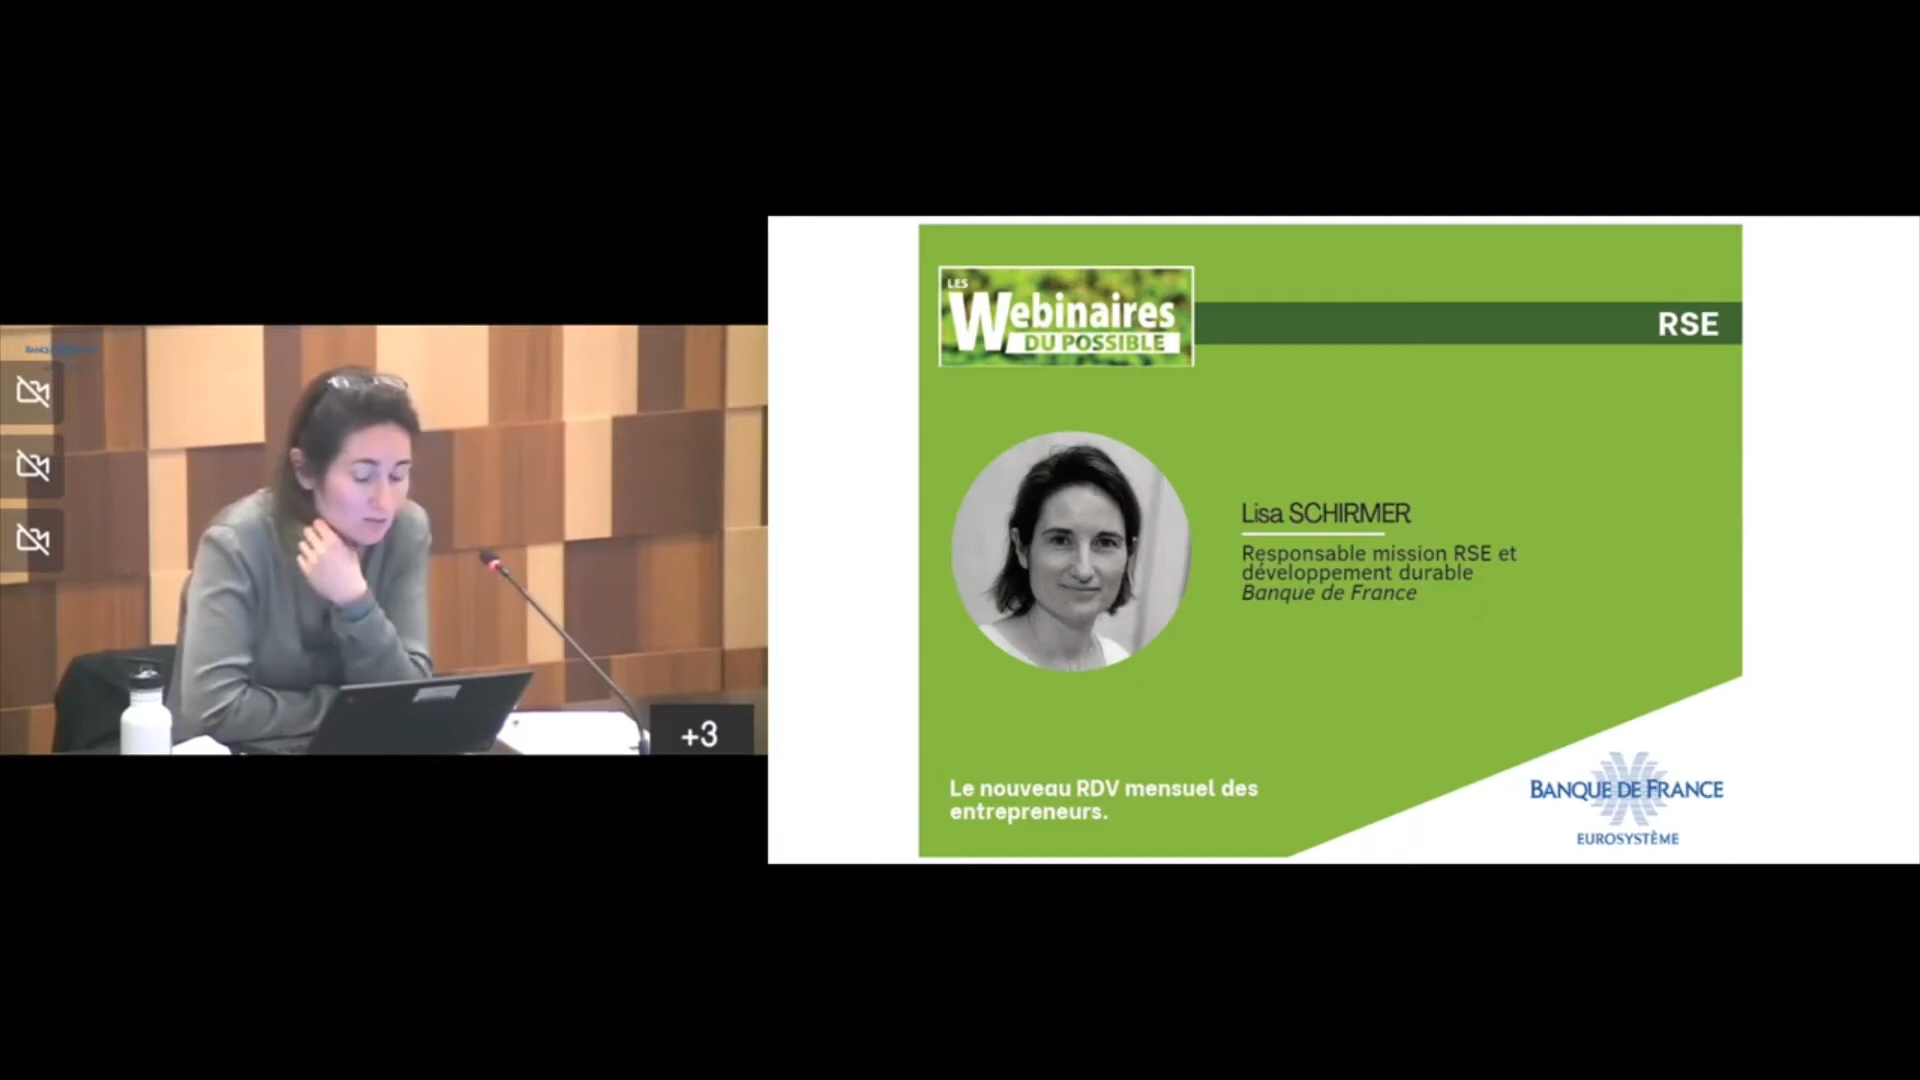 +3
LES
Webinaires
DU POSSIBLE
RSE
Lisa SCHIRMER
Responsable mission RSE et
développement durable
Banque de France
Le nouveau RDV mensuel des
entrepreneurs.
BANQUE DE FRANCE
EUROSYSTÈME